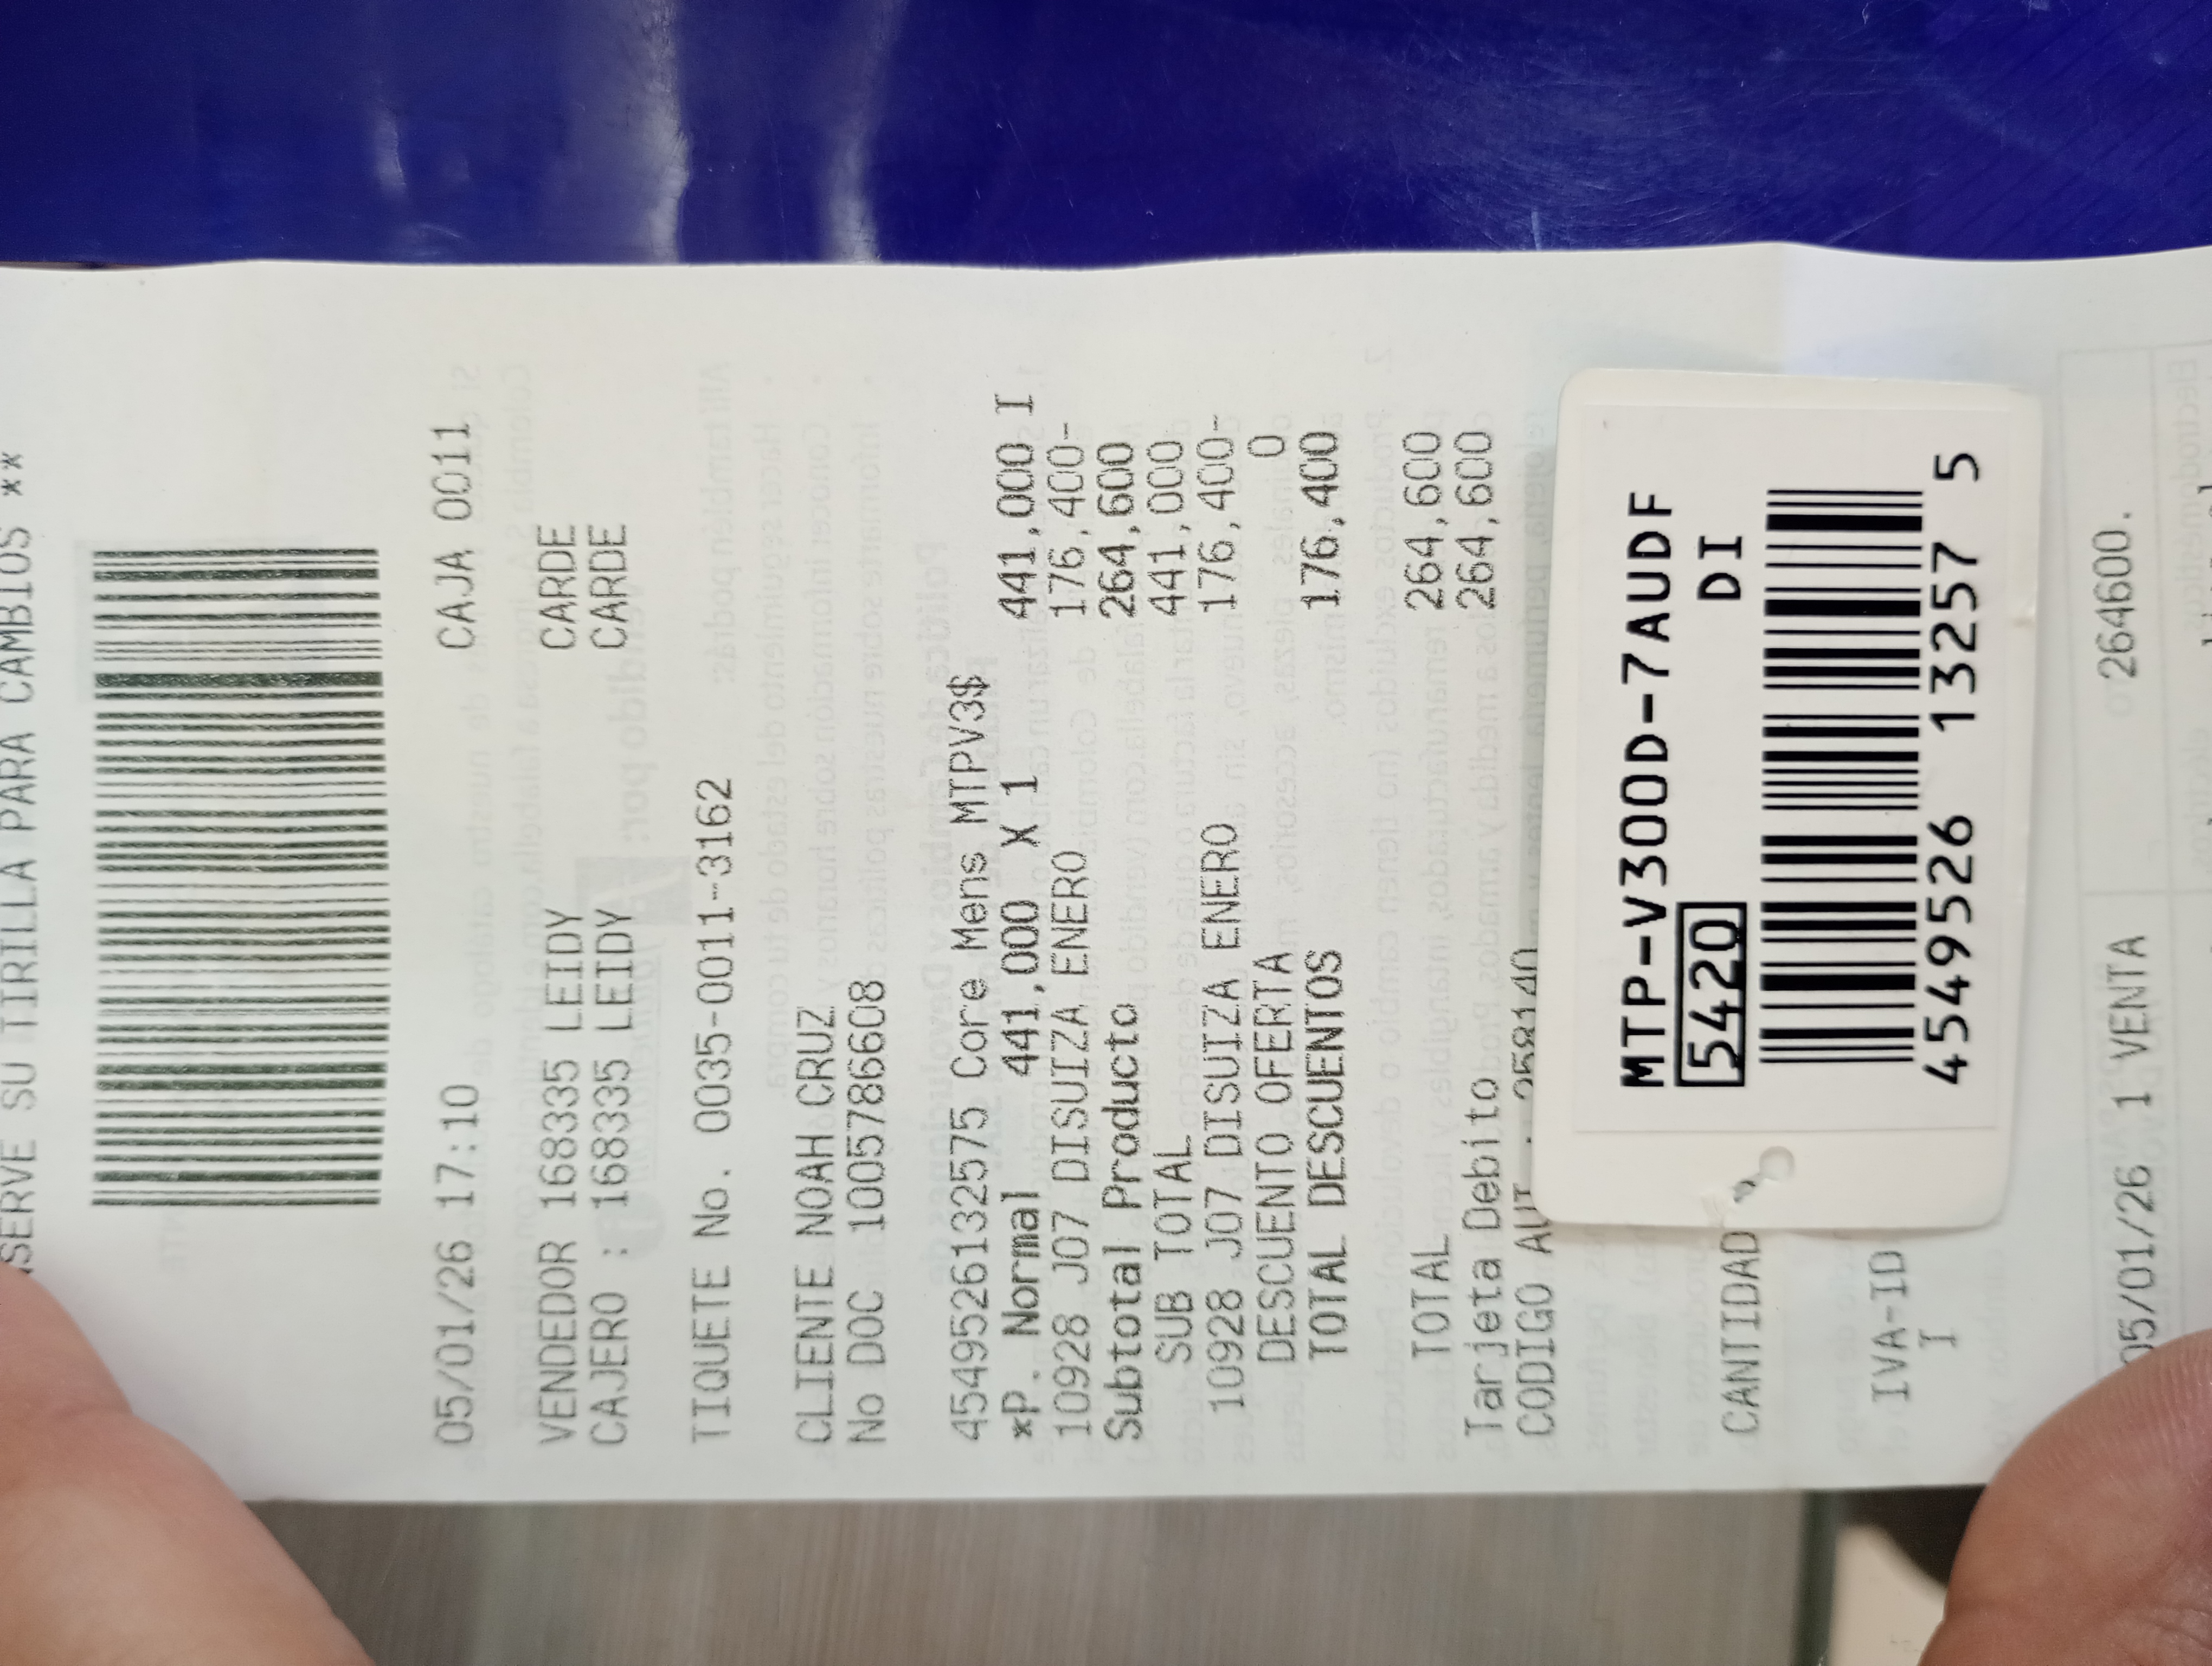 SERVE SU TIRILLA PARA CAMBIOS **
05/01/26 17:10 CAJA 0011
VENDEDOR 168335 LEIDY CARDE
CAJERO : 168335 LEIDY CARDE
TIQUETE No. 0035-0011-3162
CLIENTE NOAH CRUZ
No DOC 1005786608
4549526132575 Core Mens MTPV3$
*P. Normal 441,000 X 1 441,000 I
10928 J07 DISUIZA ENERO 176,400-
Subtotal Producto 264,600
SUB TOTAL 441,000
10928 J07 DISUIZA ENERO 176,400-
DESCUENTO OFERTA 0
TOTAL DESCUENTOS 176,400
TOTAL 264,600
Tarjeta Debito 264,600
CODIGO AUT. 258140
MTP-V300D-7AUDF
5420 DI
4549526 13257 5
CANTIDAD
IVA-ID
I
264600.
05/01/26 1 VENTA